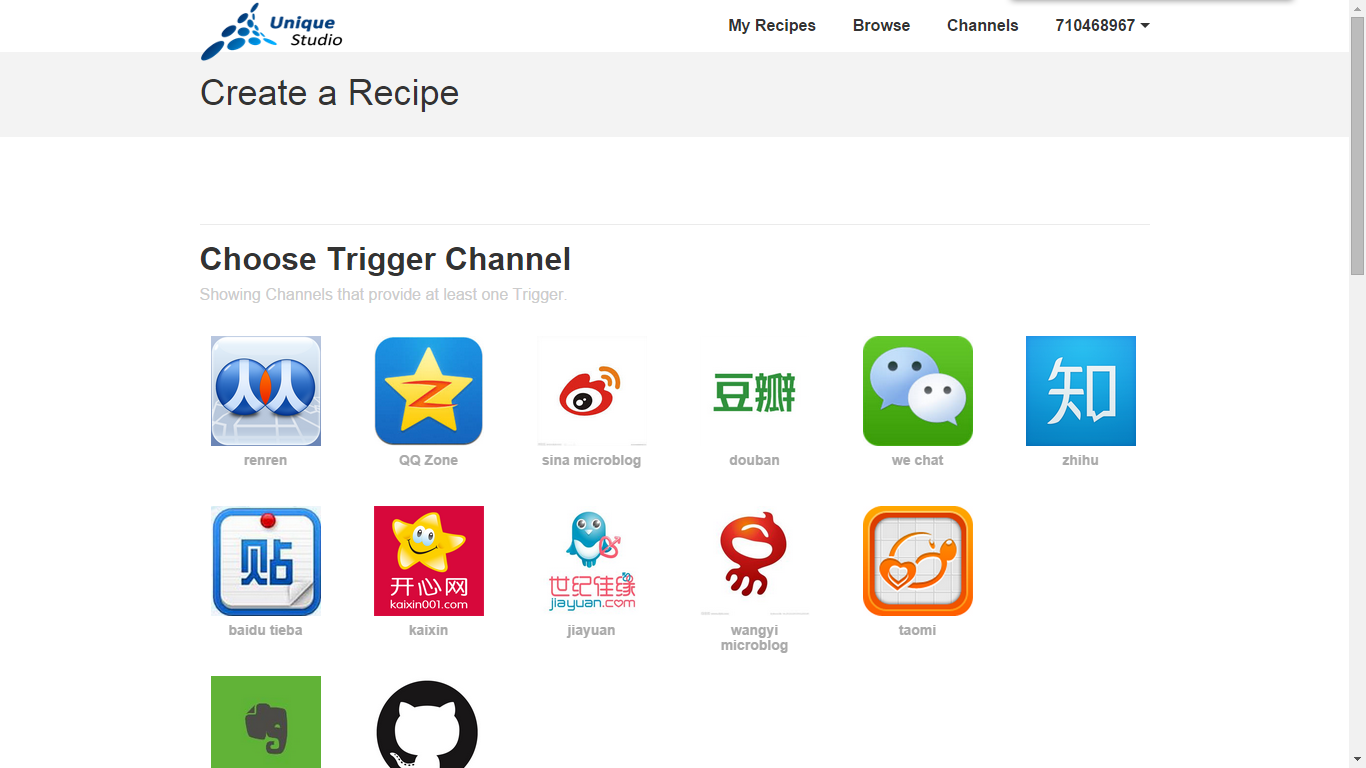 Unique
Studio
My Recipes Browse Channels 710468967
Create a Recipe
Choose Trigger Channel
Showing Channels that provide at least one Trigger.
人人
Z
豆瓣
知
renren QQ Zone sina microblog douban we chat zhihu
贴
开心网
kaixin001.com
世纪佳缘
jiayuan.com
baidu tieba kaixin jiayuan wangyi
microblog
taomi